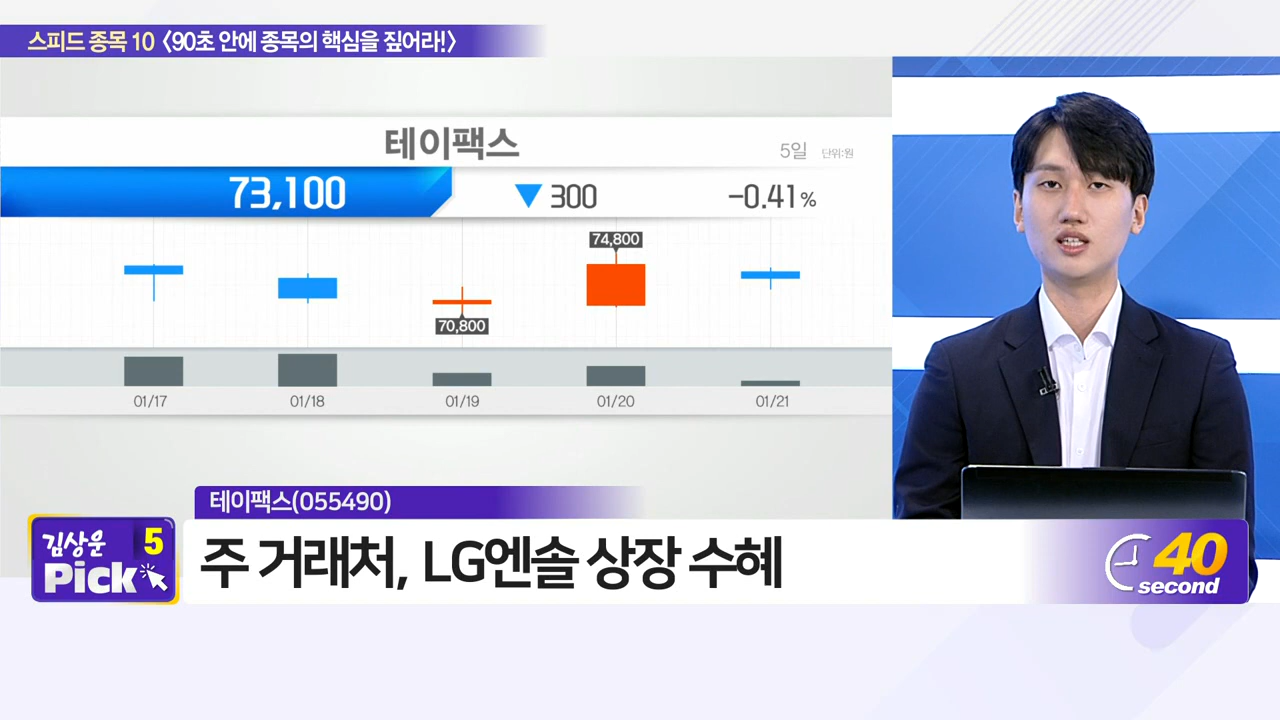 스피드 종목 10 〈90초 안에 종목의 핵심을 짚어라!〉
테이팩스
5일 단위:원
73,100 ▼ 300 -0.41%
74,800
70,800
01/17 01/18 01/19 01/20 01/21
테이팩스(055490)
김상운 5
Pick
주 거래처, LG엔솔 상장 수혜
40
second